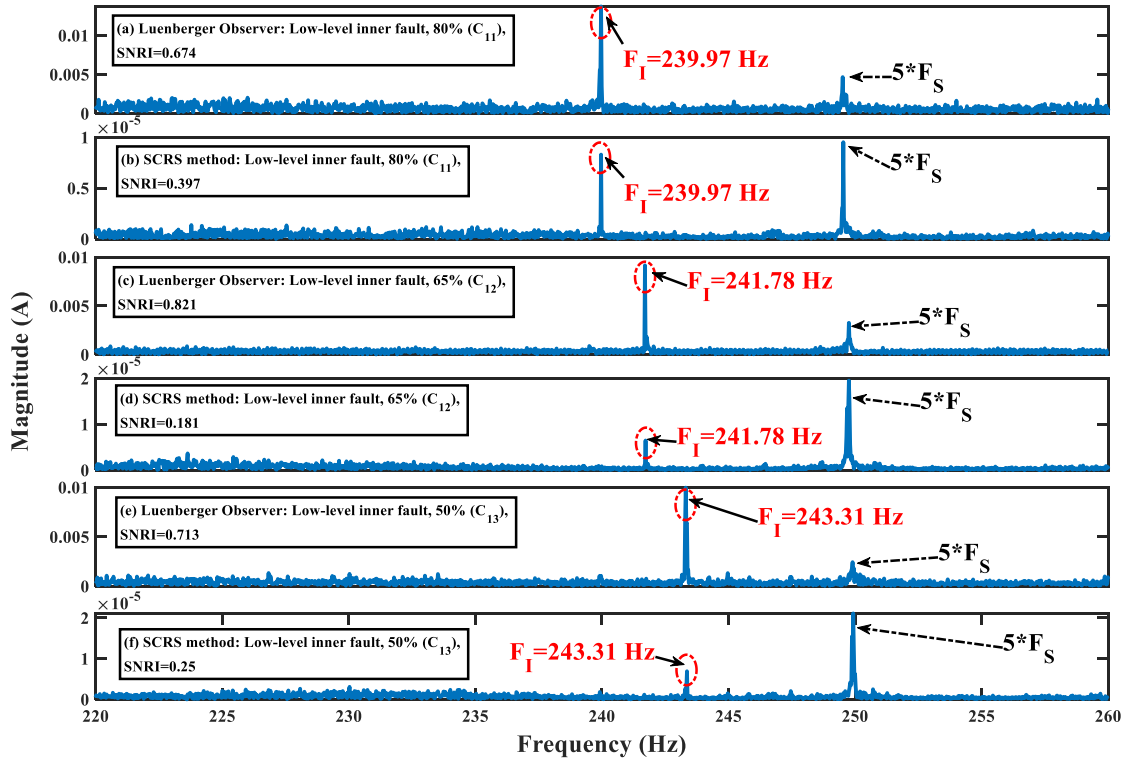 (a) Luenberger Observer: Low-level inner fault, 80% (C11),
SNRI=0.674
0.01
0.005
0
FI=239.97 Hz
5*FS
×10-5
(b) SCRS method: Low-level inner fault, 80% (C11),
SNRI=0.397
1
0.5
0
FI=239.97 Hz
5*FS
(c) Luenberger Observer: Low-level inner fault, 65% (C12),
SNRI=0.821
0.01
0.005
0
FI=241.78 Hz
5*FS
×10-5
(d) SCRS method: Low-level inner fault, 65% (C12),
SNRI=0.181
2
1
0
FI=241.78 Hz
5*FS
(e) Luenberger Observer: Low-level inner fault, 50% (C13),
SNRI=0.713
0.01
0.005
0
FI=243.31 Hz
5*FS
×10-5
(f) SCRS method: Low-level inner fault, 50% (C13),
SNRI=0.25
2
1
0
FI=243.31 Hz
5*FS
220 225 230 235 240 245 250 255 260
Frequency (Hz)
Magnitude (A)